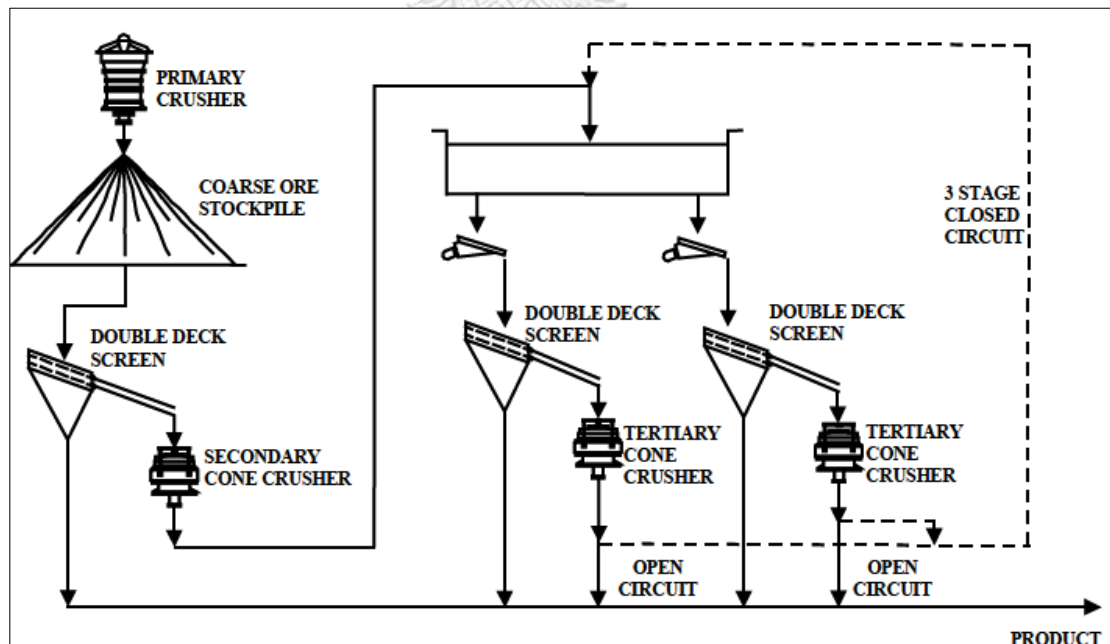 PRIMARY
CRUSHER
COARSE ORE
STOCKPILE
3 STAGE
CLOSED
CIRCUIT
DOUBLE DECK
SCREEN
DOUBLE DECK
SCREEN
DOUBLE DECK
SCREEN
SECONDARY
CONE CRUSHER
TERTIARY
CONE
CRUSHER
TERTIARY
CONE
CRUSHER
OPEN
CIRCUIT
OPEN
CIRCUIT
PRODUCT